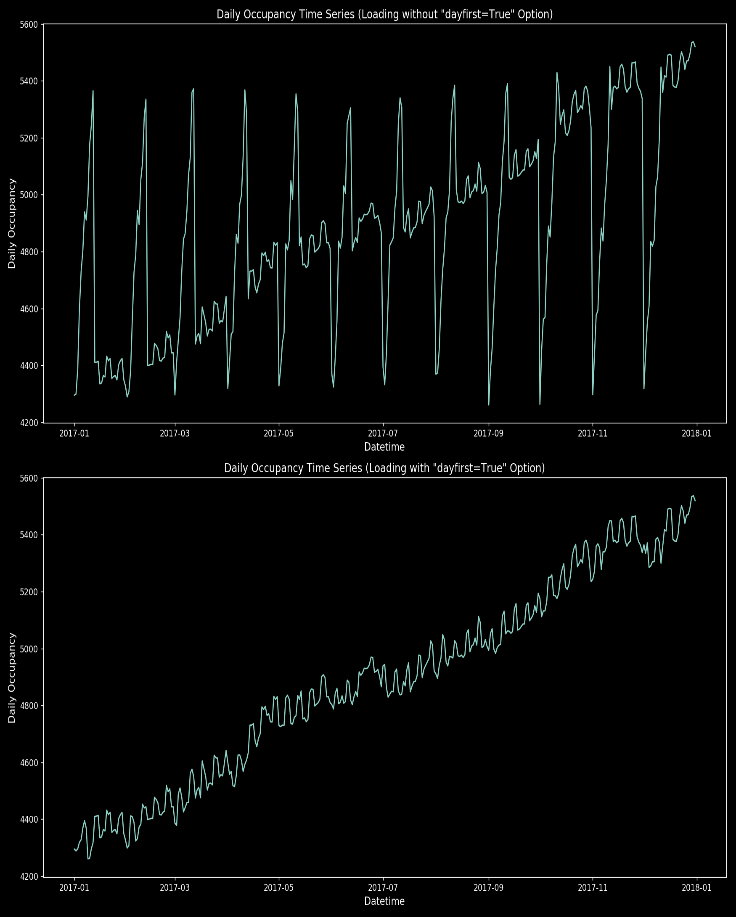 Daily Occupancy Time Series (Loading without "dayfirst=True" Option)
5600
5400
5200
5000
4800
4600
4400
4200
Daily Occupancy
2017-01 2017-03 2017-05 2017-07 2017-09 2017-11 2018-01
Datetime
Daily Occupancy Time Series (Loading with "dayfirst=True" Option)
5600
5400
5200
5000
4800
4600
4400
4200
Daily Occupancy
2017-01 2017-03 2017-05 2017-07 2017-09 2017-11 2018-01
Datetime